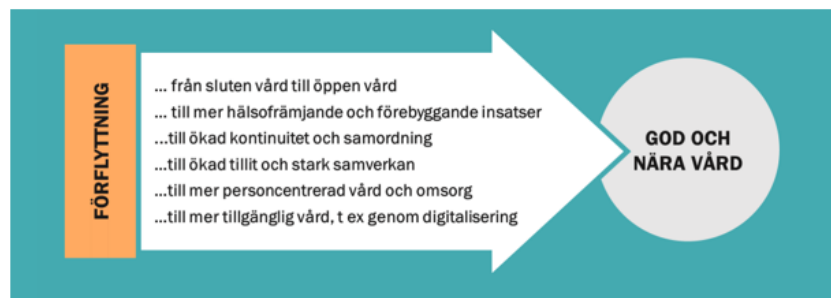 FÖRFLYTTNING
... från sluten vård till öppen vård
... till mer hälsofrämjande och förebyggande insatser
...till ökad kontinuitet och samordning
...till ökad tillit och stark samverkan
...till mer personcentrerad vård och omsorg
...till mer tillgänglig vård, t ex genom digitalisering
GOD OCH
NÄRA VÅRD